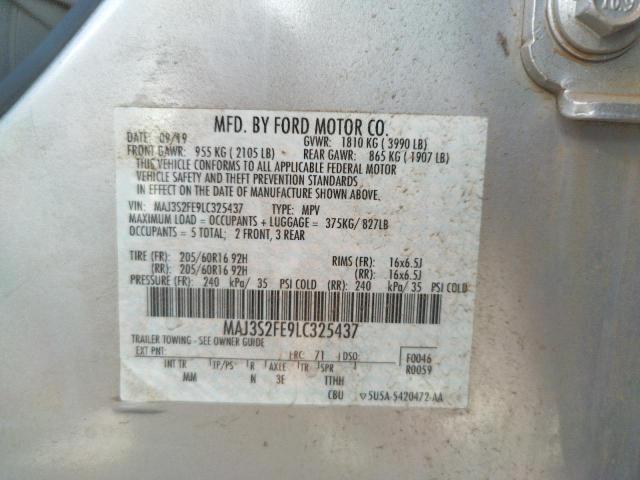 10.9
MFD. BY FORD MOTOR CO.
DATE: 09/19 GVWR: 1810 KG ( 3990 LB)
FRONT GAWR: 955 KG ( 2105 LB) REAR GAWR: 865 KG ( 1907 LB)
THIS VEHICLE CONFORMS TO ALL APPLICABLE FEDERAL MOTOR
VEHICLE SAFETY AND THEFT PREVENTION STANDARDS
IN EFFECT ON THE DATE OF MANUFACTURE SHOWN ABOVE.
VIN: MAJ3S2FE9LC325437 TYPE: MPV
MAXIMUM LOAD = OCCUPANTS + LUGGAGE = 375KG/ 827LB
OCCUPANTS = 5 TOTAL; 2 FRONT, 3 REAR
TIRE (FR): 205/60R16 92H RIMS (FR): 16x6.5J
(RR): 205/60R16 92H (RR): 16x6.5J
PRESSURE (FR): 240 kPa/ 35 PSI COLD (RR): 240 kPa/ 35 PSI COLD
MAJ3S2FE9LC325437
TRAILER TOWING - SEE OWNER GUIDE
EXT PNT: RC: 71 DSO: F0046
R0059
INT TR TP/PS R AXLE TR SPR
MM N 3E TTHH
CBU ▽5U5A-5420472-AA